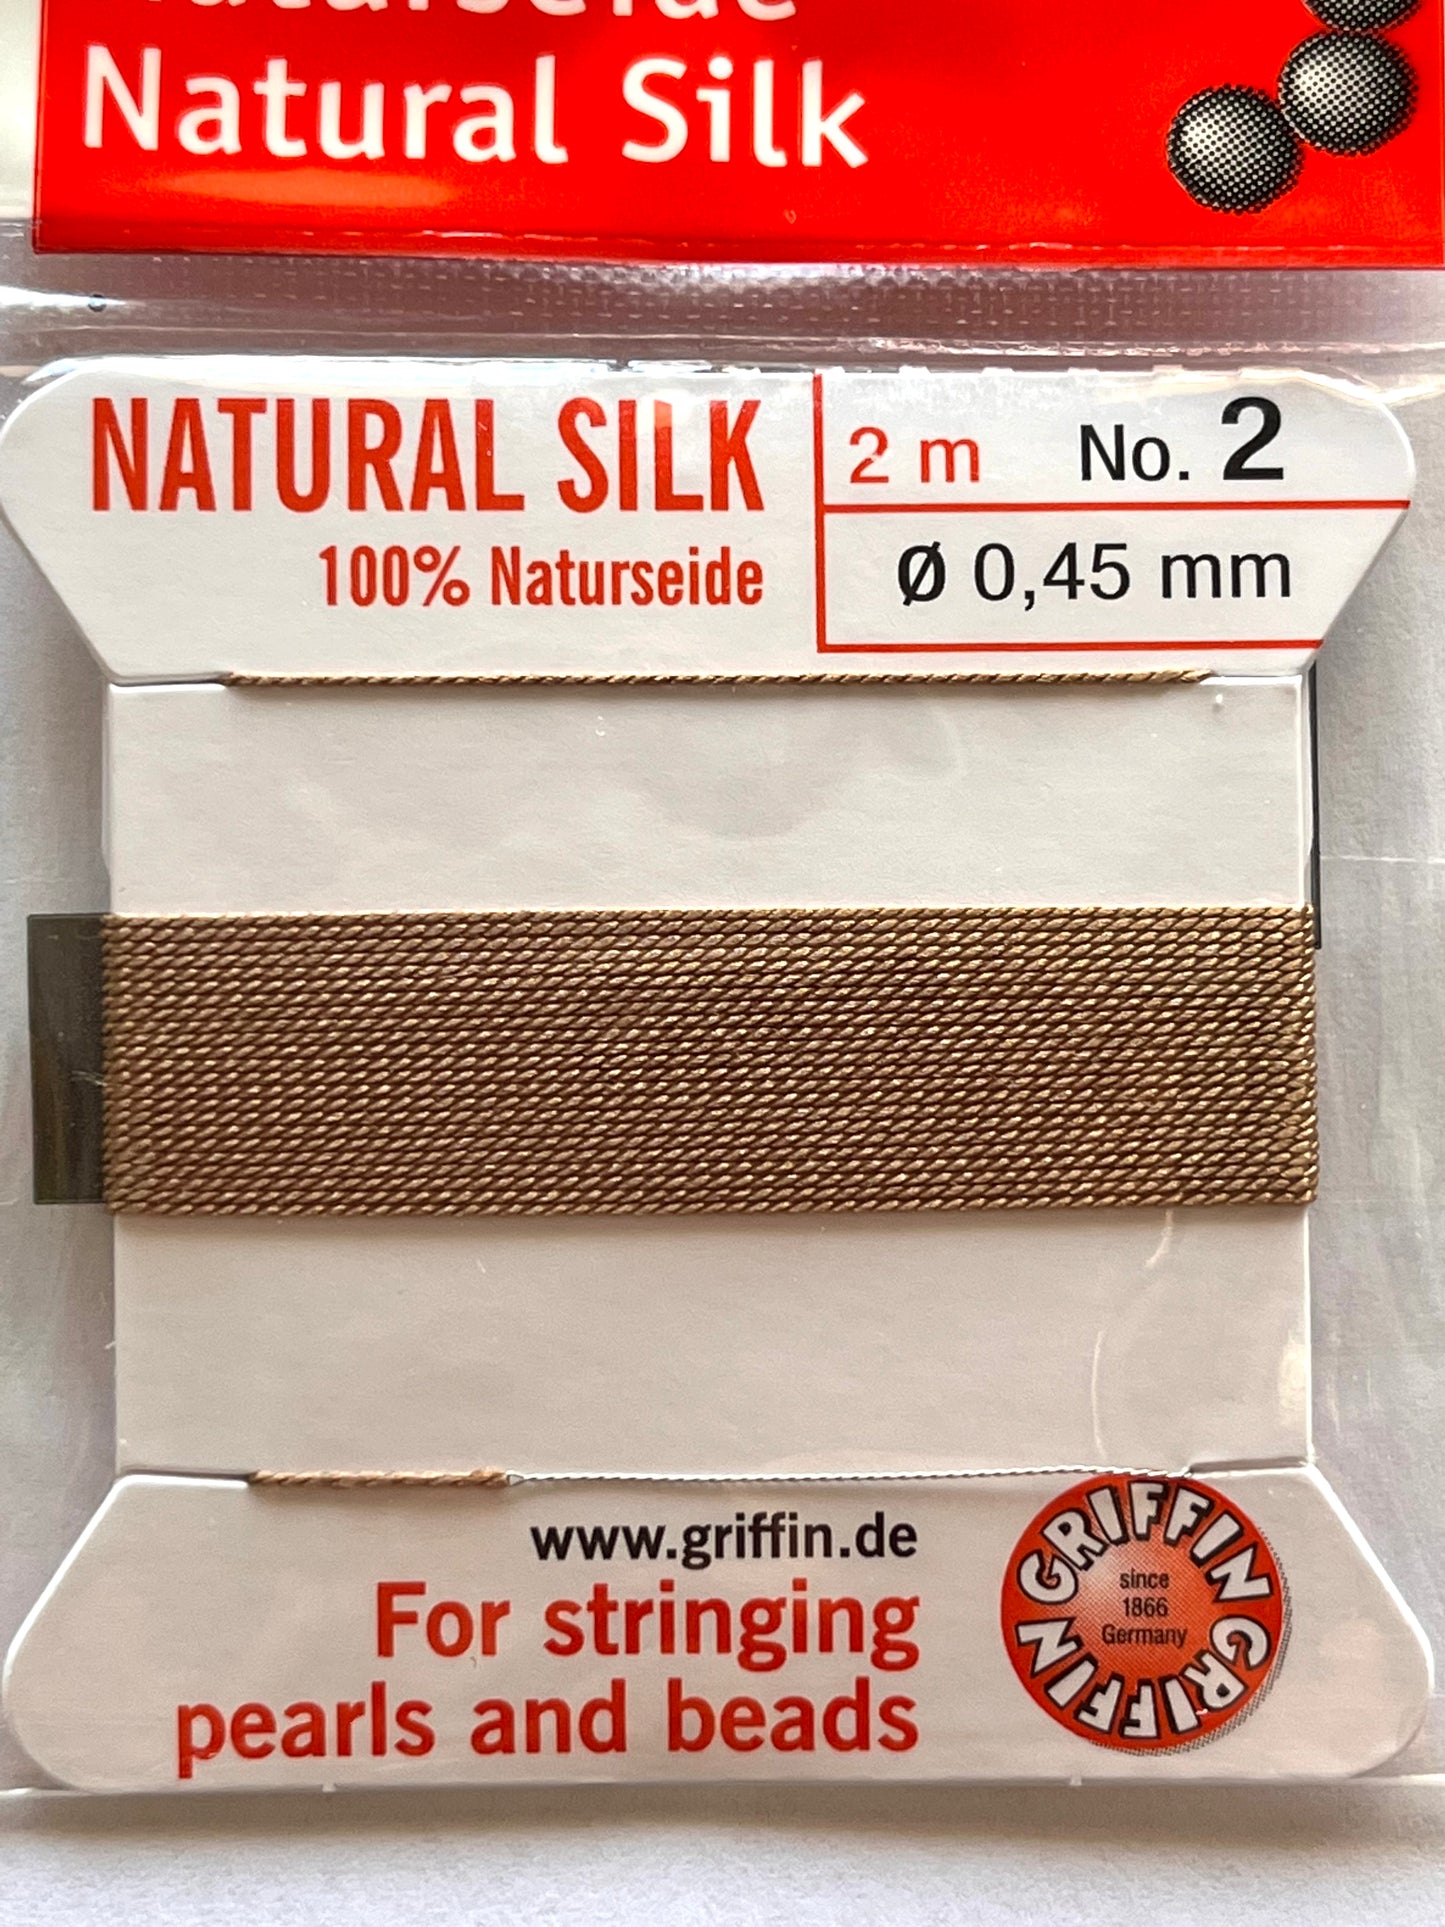 Naturseide
Natural Silk
NATURAL SILK
100% Naturseide
2 m No. 2
Ø 0,45 mm
www.griffin.de
For stringing
pearls and beads
GRIFFIN GRIFFIN
since
1866
Germany